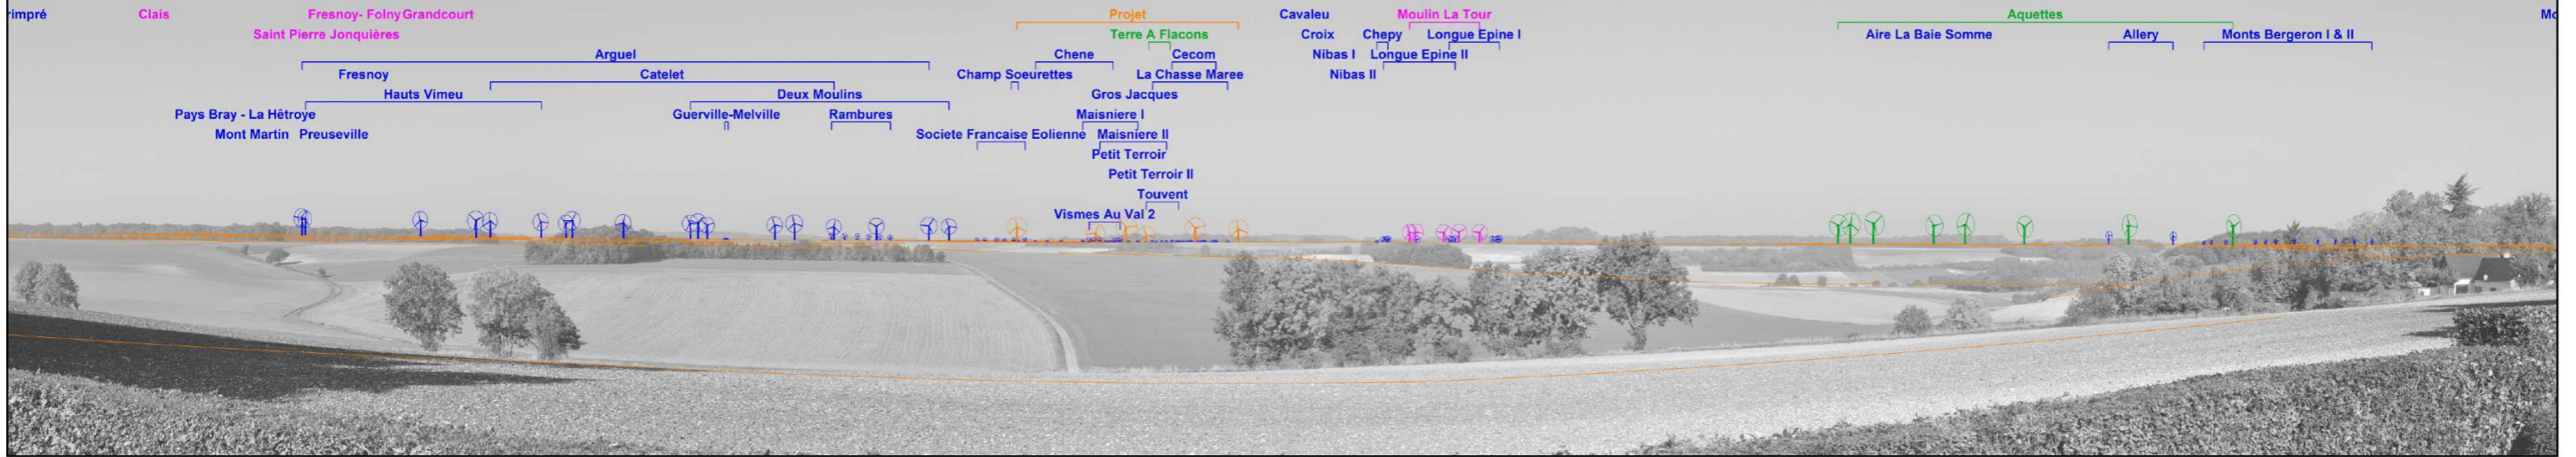 rimpré Clais Fresnoy- Folny Grandcourt Projet Cavaleu Moulin La Tour Aquettes
Saint Pierre Jonquières Terre A Flacons Croix Chepy Longue Epine I Aire La Baie Somme Allery Monts Bergeron I & II
Arguel Chene Cecom Nibas I Longue Epine II
Fresnoy Catelet Champ Soeurettes La Chasse Maree Nibas II
Hauts Vimeu Deux Moulins Gros Jacques
Pays Bray - La Hêtroye Guerville-Melville Rambures Maisniere I
Mont Martin Preuseville Societe Francaise Eolienne Maisniere II
Petit Terroir
Petit Terroir II
Touvent
Vismes Au Val 2